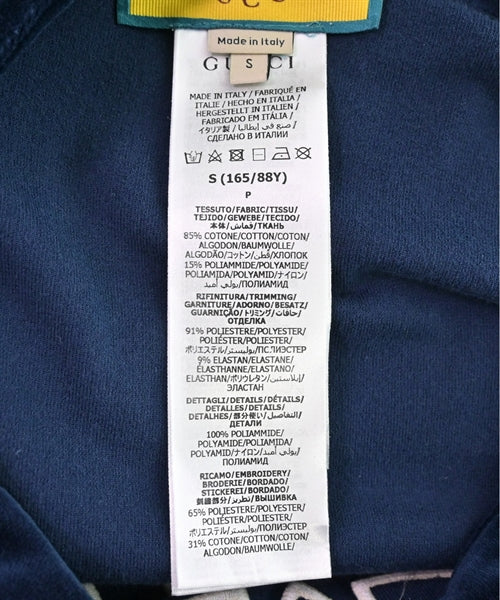 Made in Italy
GUCCI
S
MADE IN ITALY / FABRIQUÉ EN
ITALIE / HECHO EN ITALIA /
HERGESTELLT IN ITALIEN /
FABRICADO EM ITÁLIA /
イタリア製 / صنع في إيطاليا /
СДЕЛАНО В ИТАЛИИ
S (165/88Y)
P
TESSUTO/FABRIC/TISSU/
TEJIDO/GEWEBE/TECIDO/
本体/قماش/ТКАНЬ
85% COTONE/COTTON/COTON/
ALGODON/BAUMWOLLE/
ALGODÃO/コットン/قطن/ХЛОПОК
15% POLIAMMIDE/POLYAMIDE/
POLIAMIDA/POLYAMID/NYLON/
POLIAMIDA/ナイロン/بولي أميد/ПОЛИАМИД
RIFINITURA/TRIMMING/
GARNITURE/ADORNO/BESATZ/
GUARNIÇÃO/トリミング/حافات/
ОТДЕЛКА
91% POLIESTERE/POLYESTER/
POLIÉSTER/POLYESTER/
ポリエステル/بوليستر/ПОЛИЭСТЕР
9% ELASTAN/ELASTANE/
ÉLASTHANNE/ELASTANO/
ELASTHAN/ポリウレタン/إيلاستين/
ЭЛАСТАН
DETTAGLI/DETAILS/DÉTAILS/
DETALLES/DETAILS/
DETALHES/部分使い/التفاصيل/
ДЕТАЛИ
100% POLIAMMIDE/
POLYAMIDE/POLIAMIDA/
POLYAMID/ナイロン/بولي أميد/
ПОЛИАМИД
RICAMO/EMBROIDERY/
BRODERIE/BORDADO/
STICKEREI/BORDADO/
刺繍部分/تطريز/ВЫШИВКА
65% POLIESTERE/POLYESTER/
POLIÉSTER/POLYESTER/
ポリエステル/بوليستر/ПОЛИЭСТЕР
31% COTONE/COTTON/COTON/
ALGODON/BAUMWOLLE/